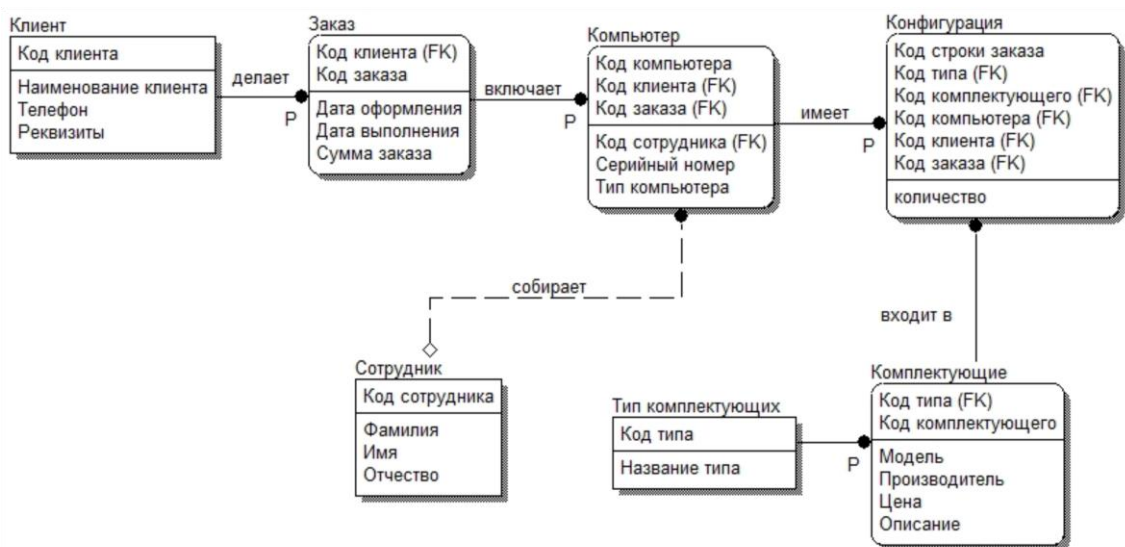 Клиент
Код клиента
Наименование клиента
Телефон
Реквизиты
делает
P
Заказ
Код клиента (FK)
Код заказа
Дата оформления
Дата выполнения
Сумма заказа
включает
P
Компьютер
Код компьютера
Код клиента (FK)
Код заказа (FK)
Код сотрудника (FK)
Серийный номер
Тип компьютера
имеет
P
Конфигурация
Код строки заказа
Код типа (FK)
Код комплектующего (FK)
Код компьютера (FK)
Код клиента (FK)
Код заказа (FK)
количество
собирает
входит в
Сотрудник
Код сотрудника
Фамилия
Имя
Отчество
Тип комплектующих
Код типа
Название типа
P
Комплектующие
Код типа (FK)
Код комплектующего
Модель
Производитель
Цена
Описание